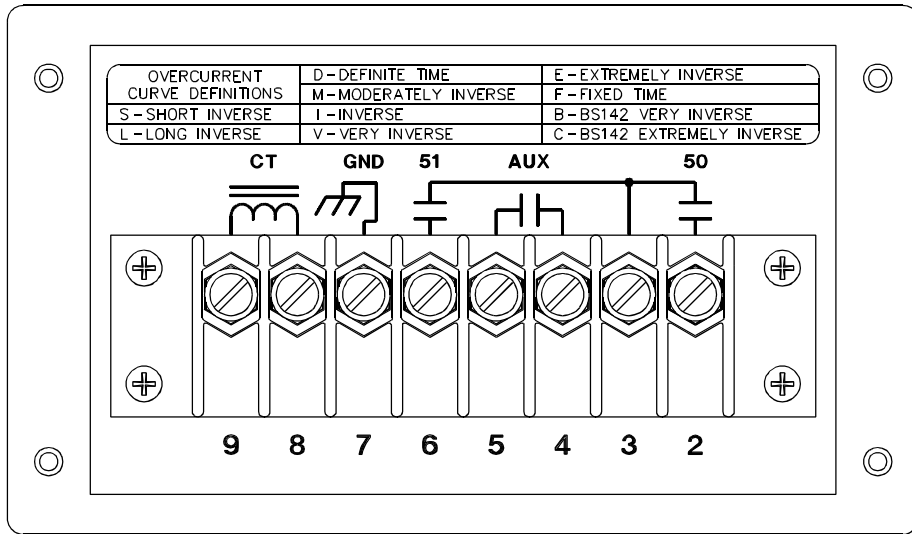 OVERCURRENT
CURVE DEFINITIONS
S – SHORT INVERSE
L – LONG INVERSE
D – DEFINITE TIME
M – MODERATELY INVERSE
I – INVERSE
V – VERY INVERSE
E – EXTREMELY INVERSE
F – FIXED TIME
B – BS142 VERY INVERSE
C – BS142 EXTREMELY INVERSE
CT GND 51 AUX 50
9 8 7 6 5 4 3 2